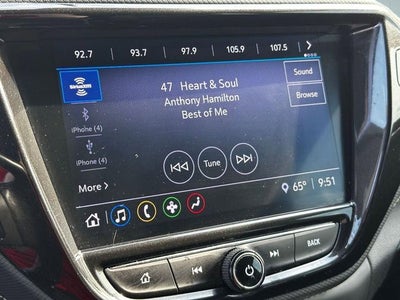 92.7 93.7 97.9 105.9 107.5
SiriusXM
47 Heart & Soul
Anthony Hamilton
Best of Me
Sound
Browse
iPhone (4)
iPhone (4)
Tune
More
65° 9:51
BACK